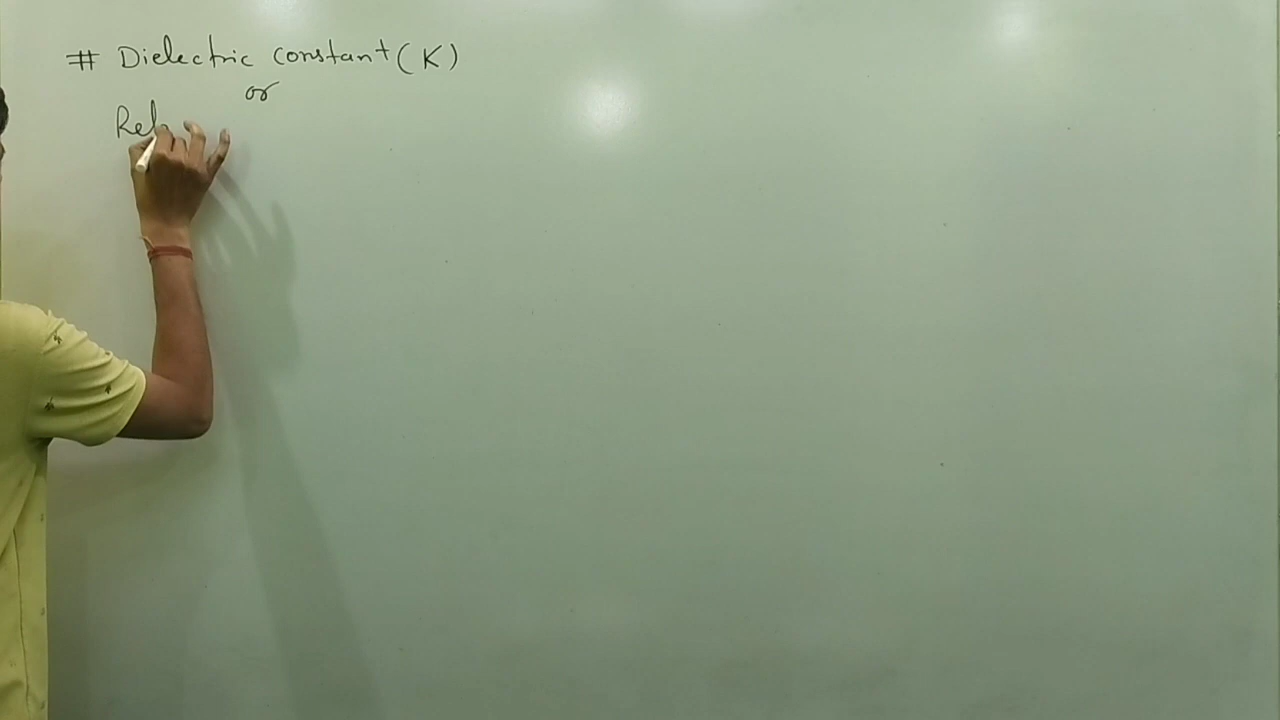 # Dielectric constant (K)
or
Rel